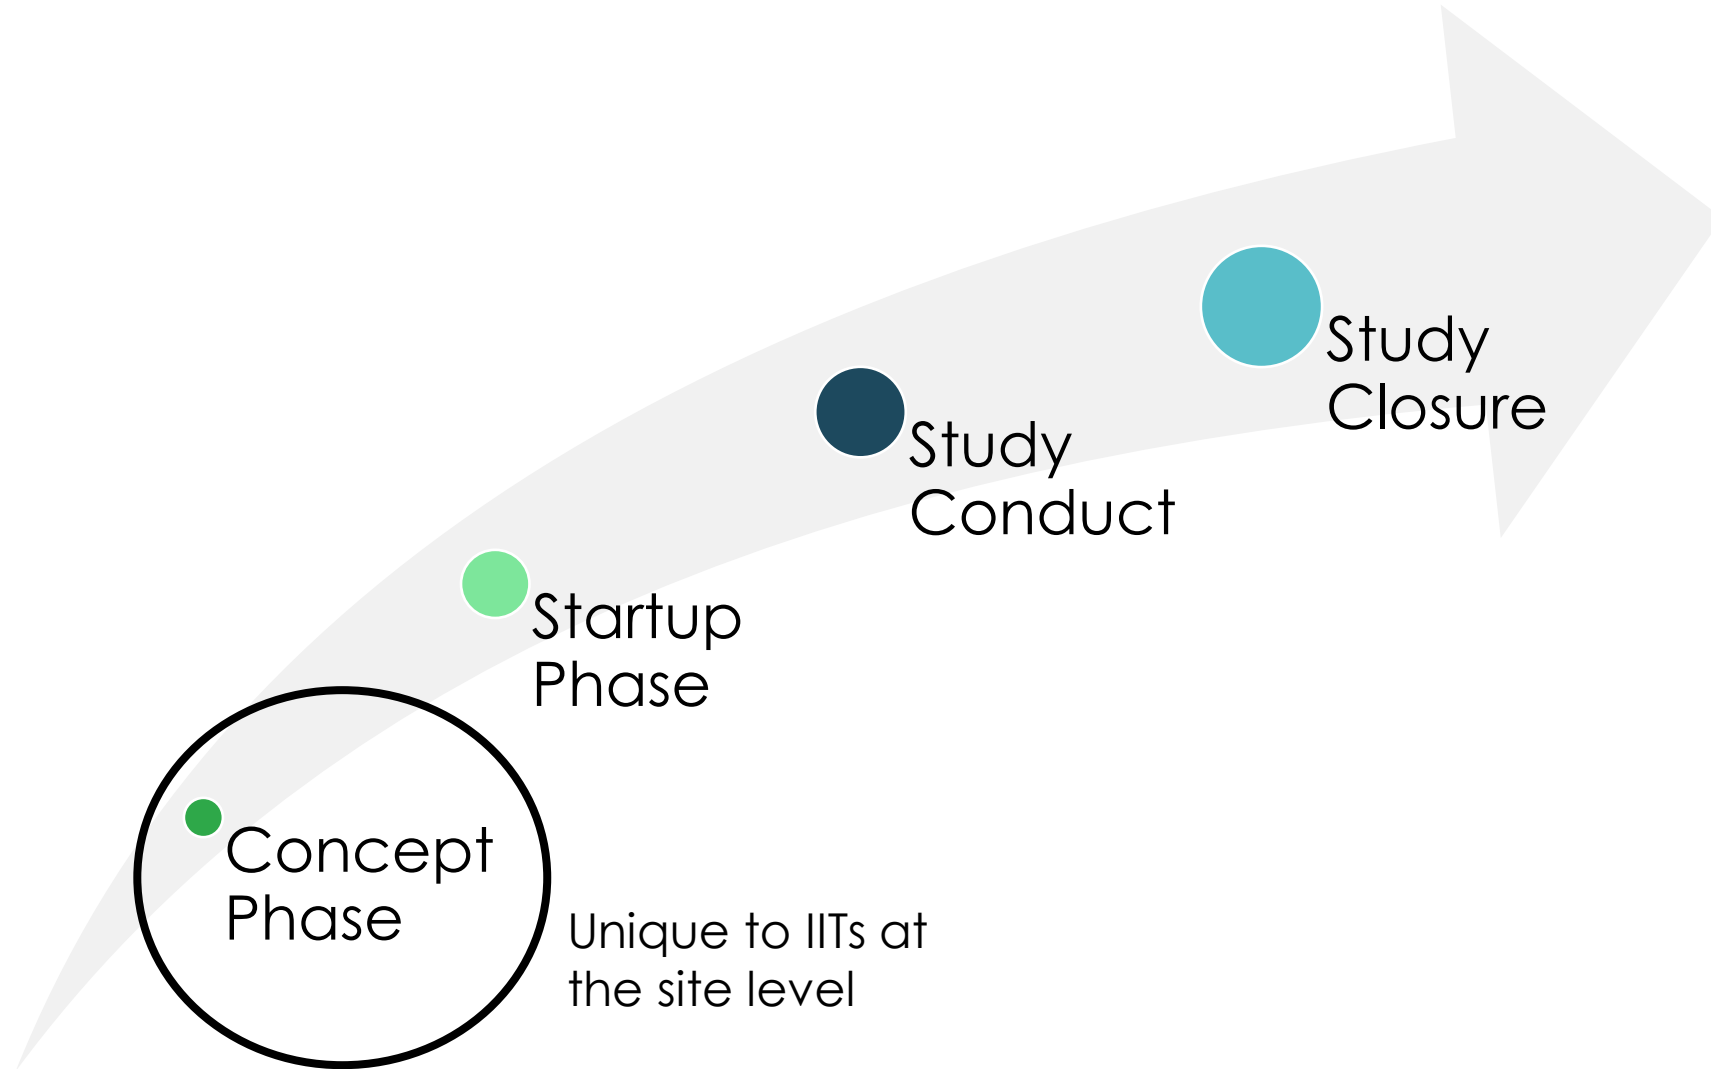 Study
Closure
Study
Conduct
Startup
Phase
Concept
Phase
Unique to IITs at
the site level